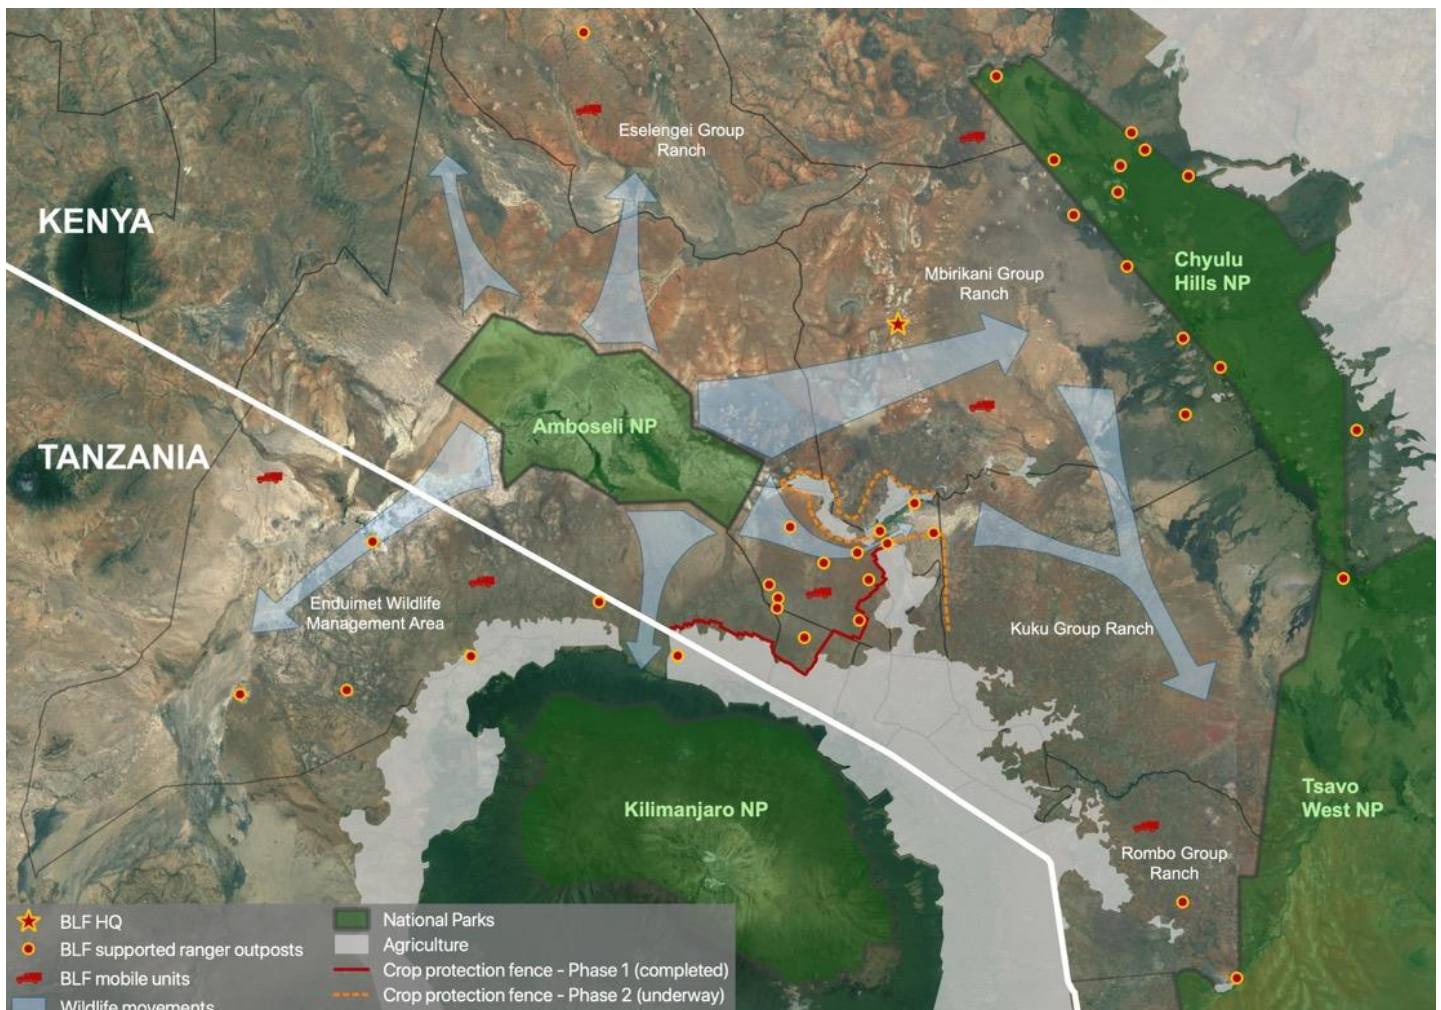 Eselengei Group
Ranch
KENYA
Chyulu
Hills NP
Mbirikani Group
Ranch
Amboseli NP
TANZANIA
Enduimet Wildlife
Management Area
Kuku Group Ranch
Kilimanjaro NP
Tsavo
West NP
Rombo Group
Ranch
BLF HQ
BLF supported ranger outposts
BLF mobile units
Wildlife movements
National Parks
Agriculture
Crop protection fence - Phase 1 (completed)
Crop protection fence - Phase 2 (underway)